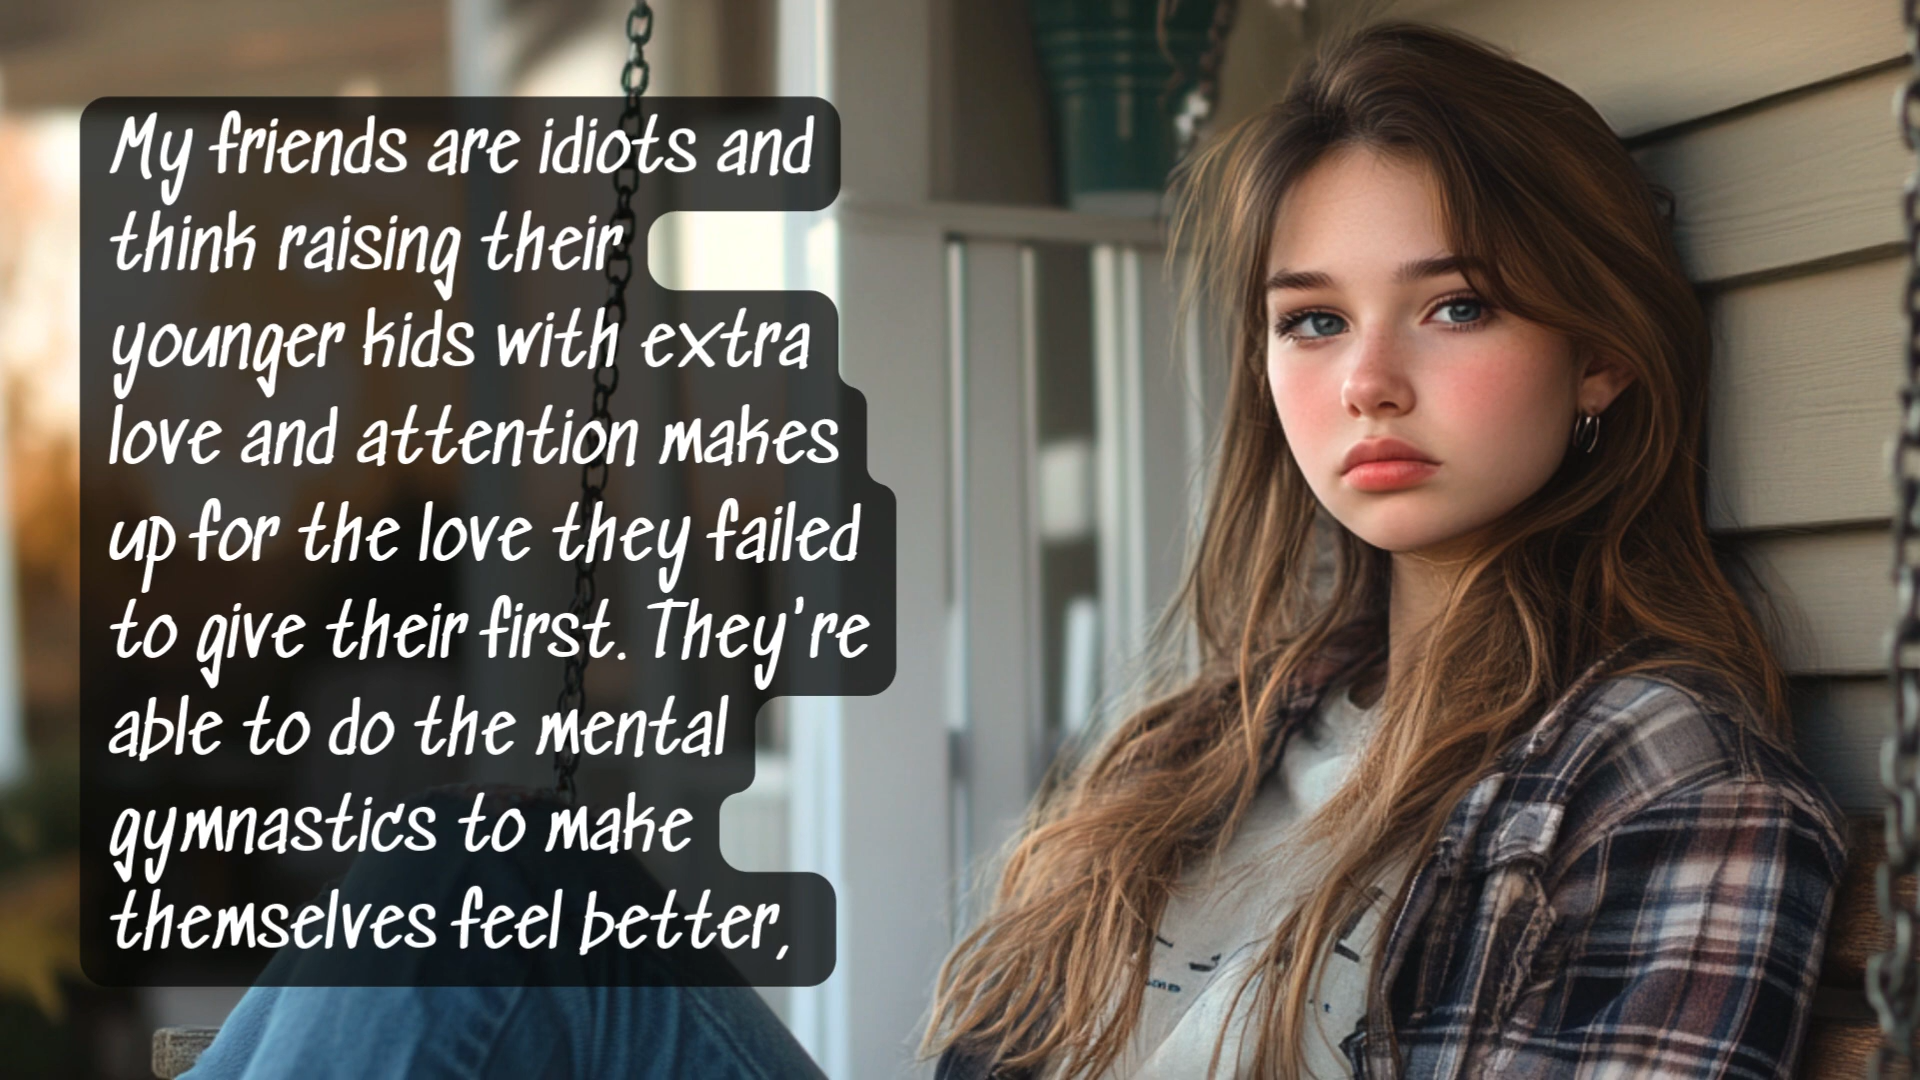 My friends are idiots and
think raising their
younger kids with extra
love and attention makes
up for the love they failed
to give their first. They're
able to do the mental
gymnastics to make
themselves feel better,